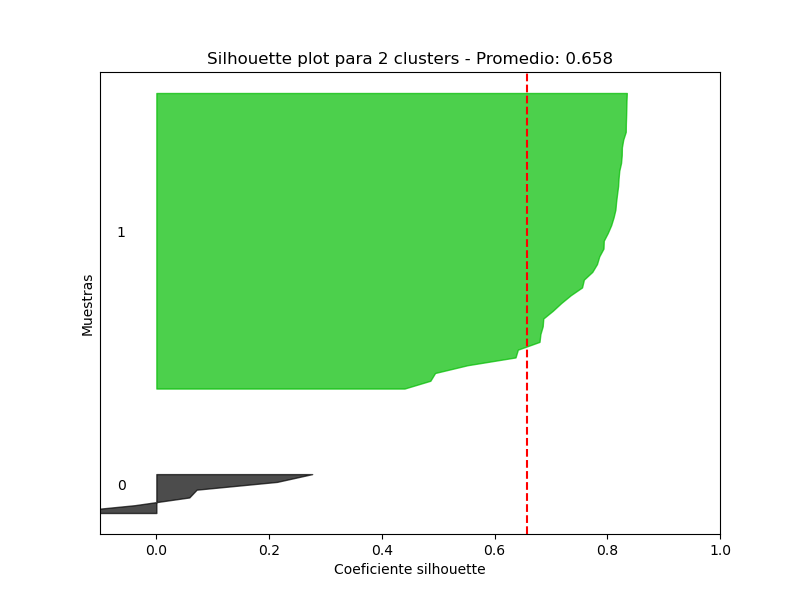 Silhouette plot para 2 clusters - Promedio: 0.658
1
0
Muestras
0.0 0.2 0.4 0.6 0.8 1.0
Coeficiente silhouette